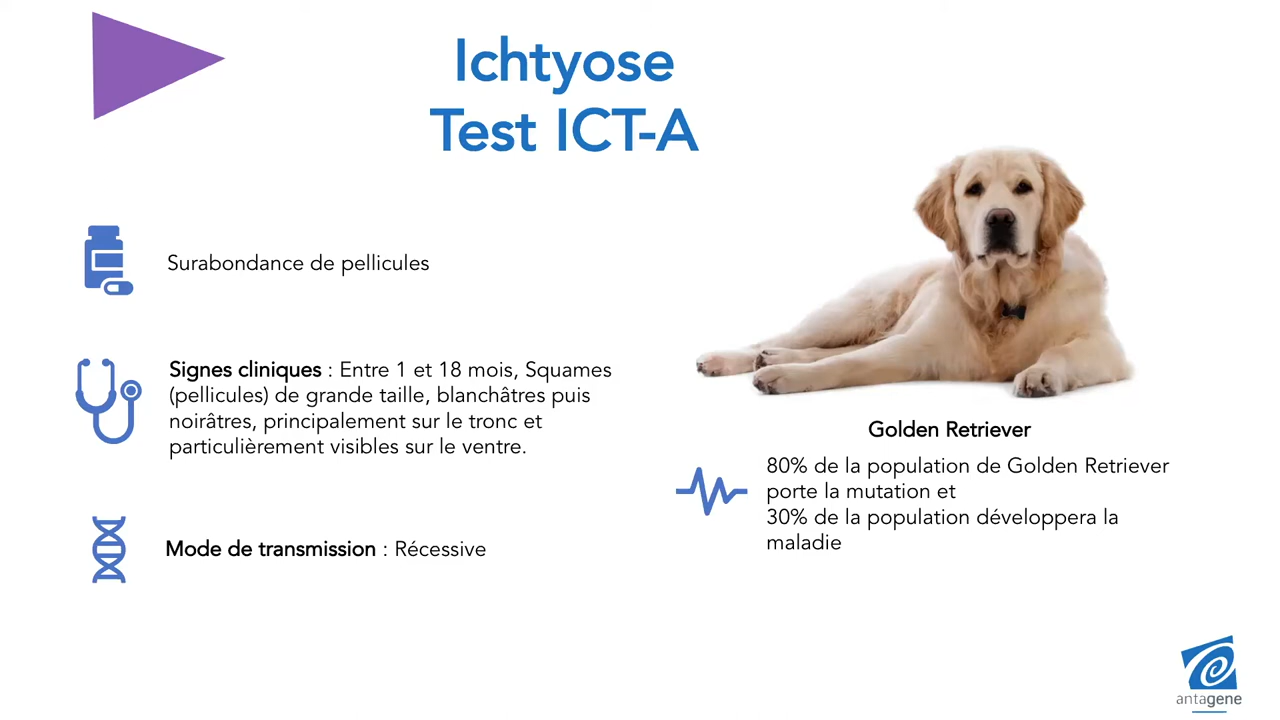 Ichtyose
Test ICT-A
Surabondance de pellicules
Signes cliniques : Entre 1 et 18 mois, Squames
(pellicules) de grande taille, blanchâtres puis
noirâtres, principalement sur le tronc et
particulièrement visibles sur le ventre.
Mode de transmission : Récessive
Golden Retriever
80% de la population de Golden Retriever
porte la mutation et
30% de la population développera la
maladie
antagene